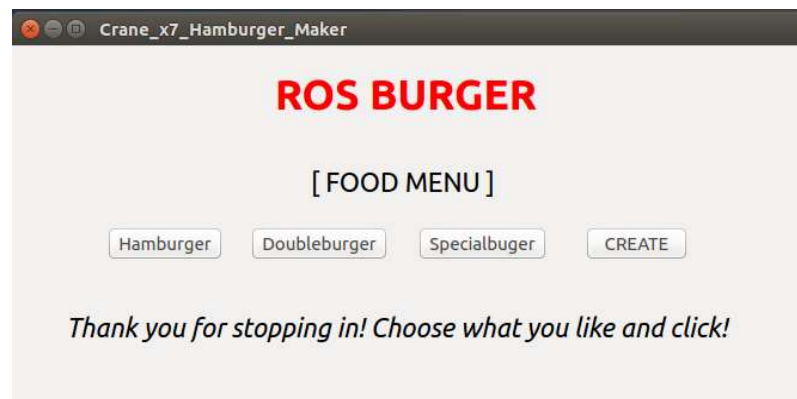 Crane_x7_Hamburger_Maker
ROS BURGER
[ FOOD MENU ]
Hamburger Doubleburger Specialbuger CREATE
Thank you for stopping in! Choose what you like and click!